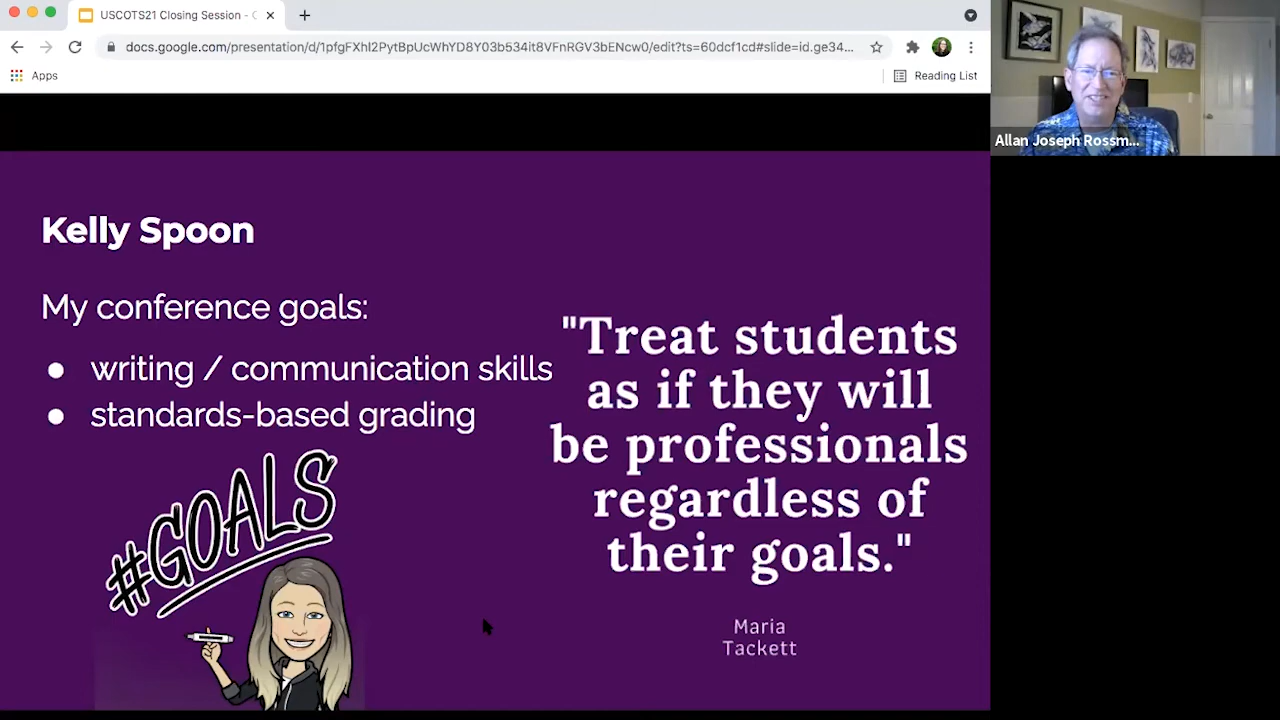 USCOTS21 Closing Session - 
docs.google.com/presentation/d/1pfgFXhI2PytBpUcWhYD8Y03b534it8VFnRGV3bENcw0/edit?ts=60dcf1cd#slide=id.ge34...
Apps
Reading List
Allan Joseph Rossm...
Kelly Spoon
My conference goals:
● writing / communication skills
● standards-based grading
#GOALS
"Treat students
as if they will
be professionals
regardless of
their goals."
Maria
Tackett